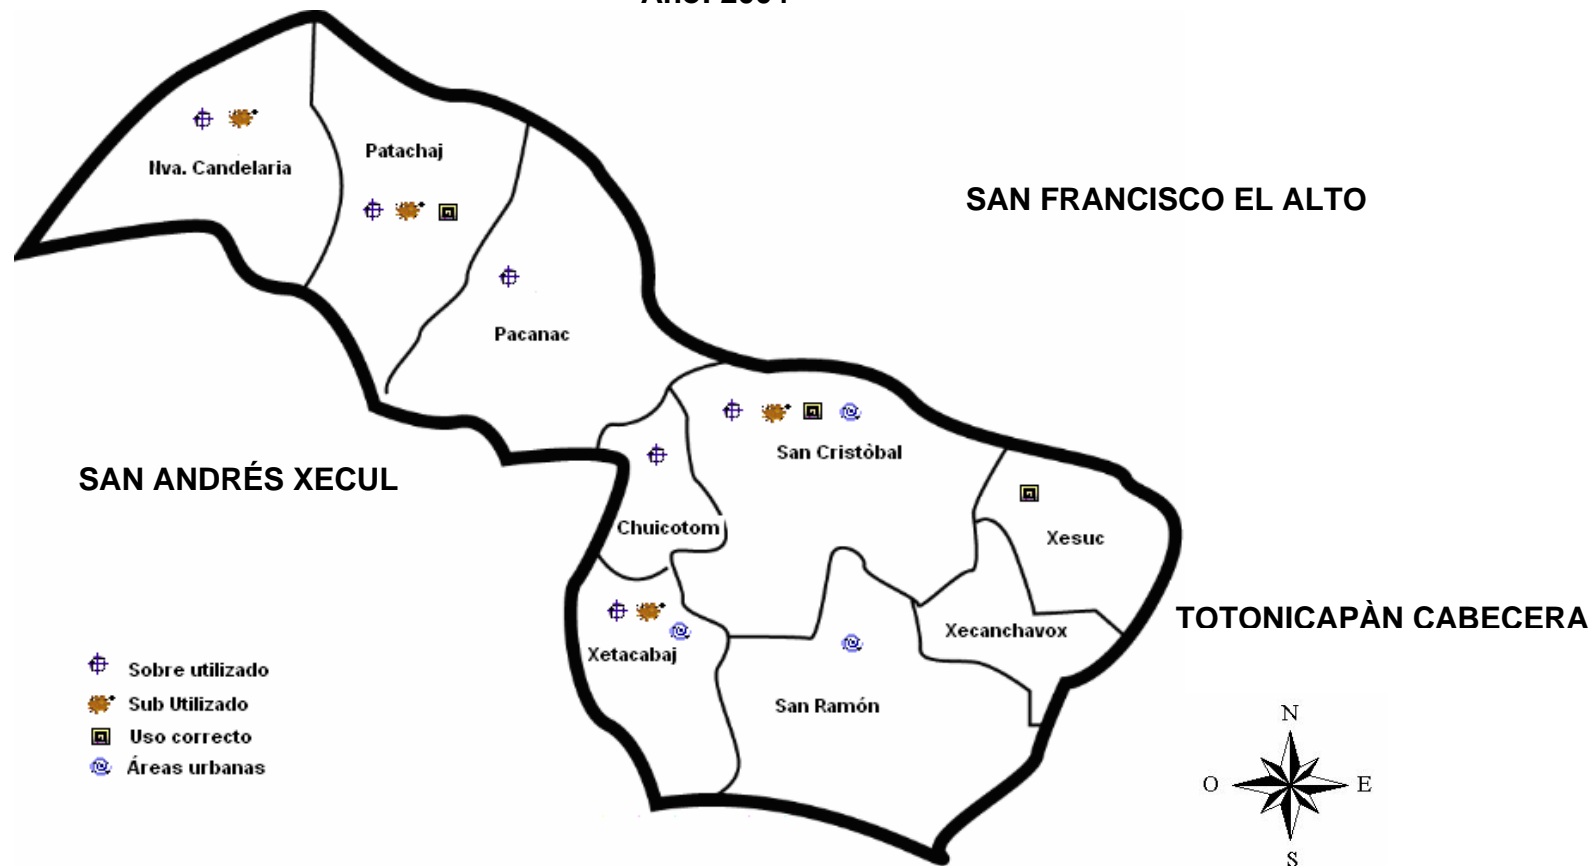 Nva. Candelaria
Patachaj
SAN FRANCISCO EL ALTO
Pacanac
San Cristòbal
SAN ANDRÉS XECUL
Chuicotom
Xesuc
TOTONICAPÀN CABECERA
Xecanchavox
Xetacabaj
San Ramón
Sobre utilizado
Sub Utilizado
Uso correcto
Áreas urbanas
N
O
E
S